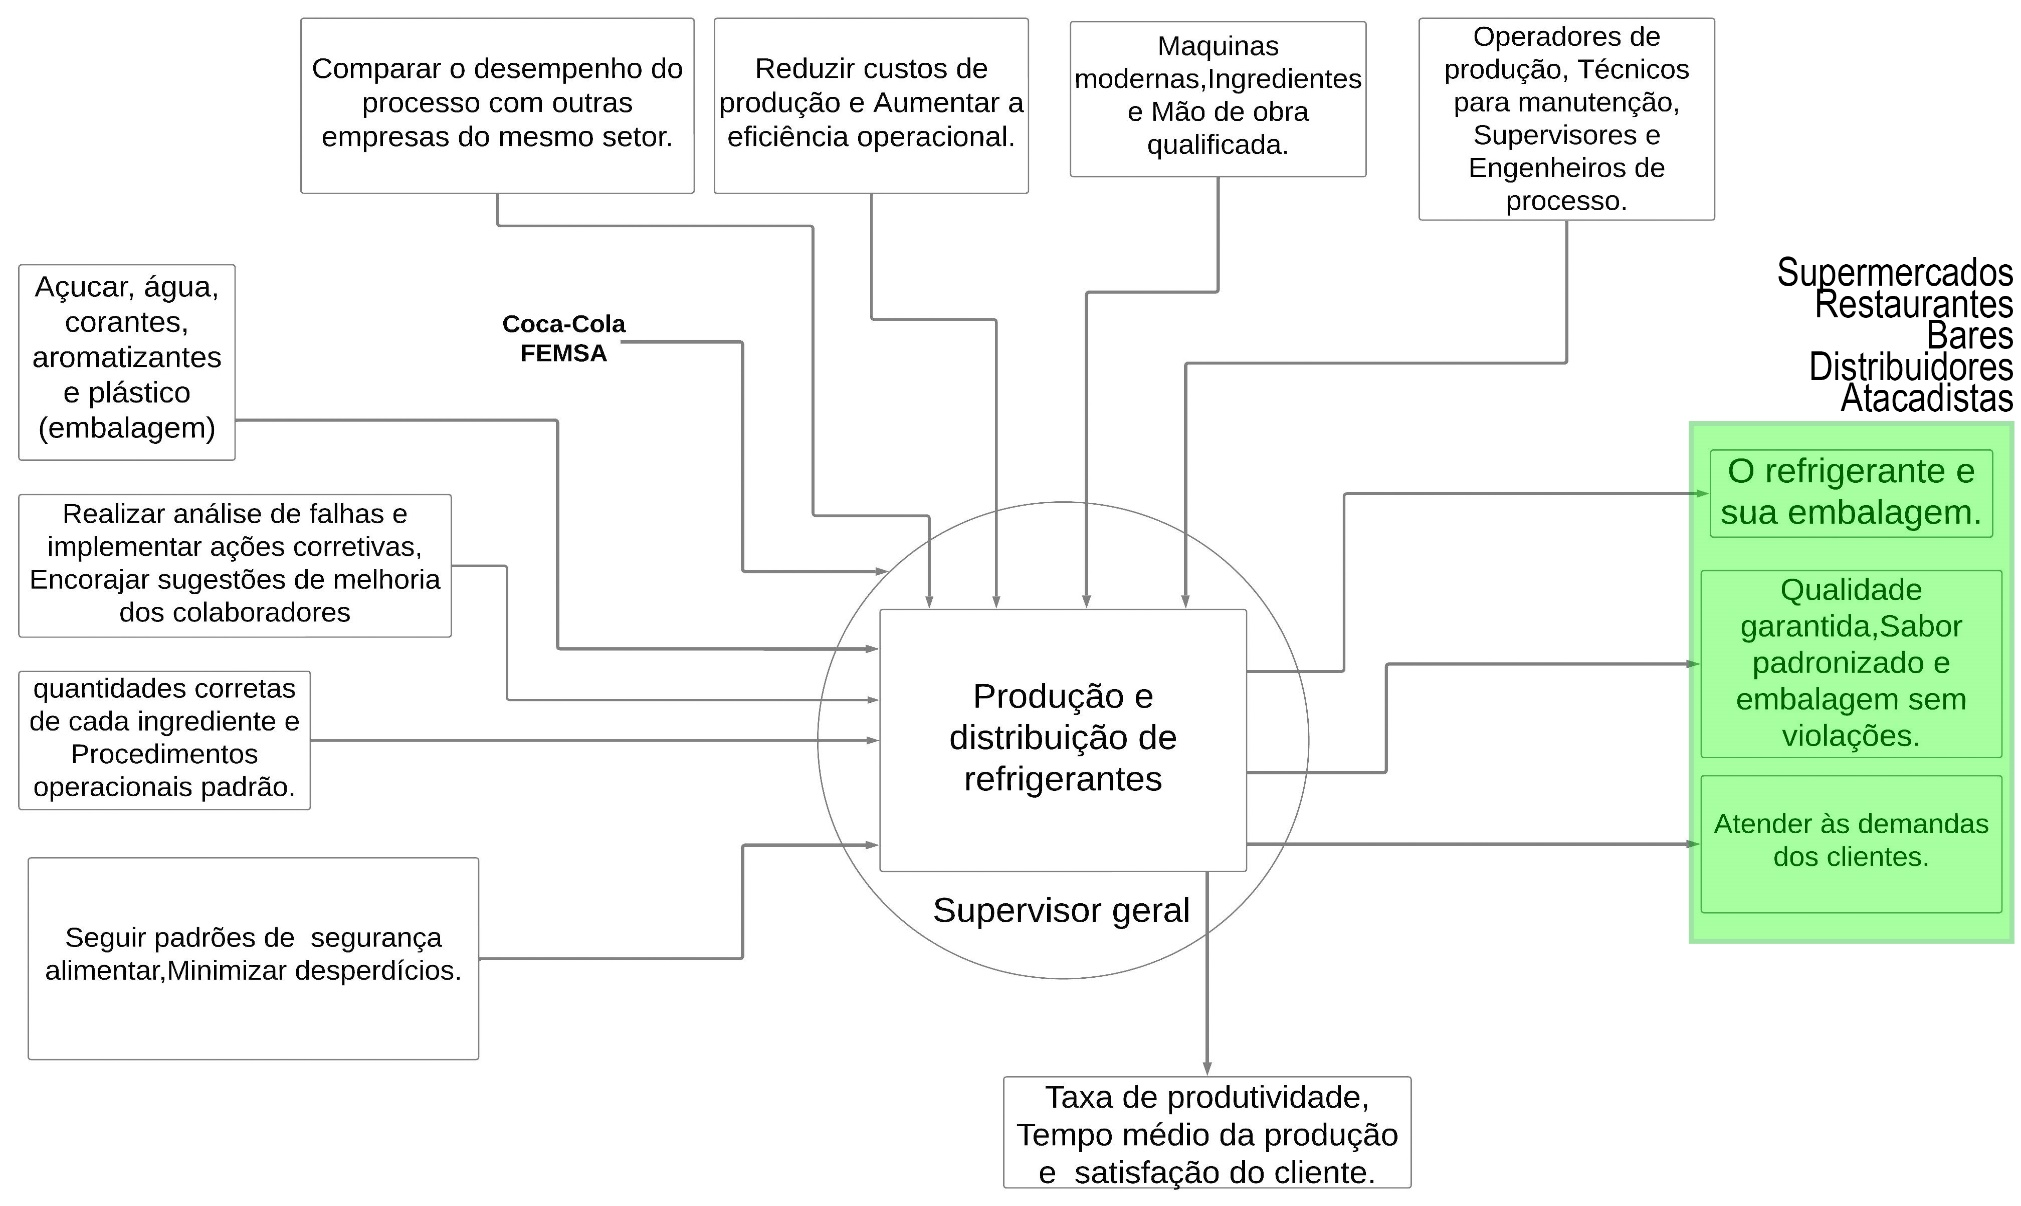 Comparar o desempenho do
processo com outras
empresas do mesmo setor.
Reduzir custos de
produção e Aumentar a
eficiência operacional.
Maquinas
modernas,Ingredientes
e Mão de obra
qualificada.
Operadores de
produção, Técnicos
para manutenção,
Supervisores e
Engenheiros de
processo.
Açucar, água,
corantes,
aromatizantes
e plástico
(embalagem)
Coca-Cola
FEMSA
Supermercados
Restaurantes
Bares
Distribuidores
Atacadistas
Realizar análise de falhas e
implementar ações corretivas,
Encorajar sugestões de melhoria
dos colaboradores
quantidades corretas
de cada ingrediente e
Procedimentos
operacionais padrão.
Seguir padrões de  segurança
alimentar,Minimizar desperdícios.
Produção e
distribuição de
refrigerantes
Supervisor geral
O refrigerante e
sua embalagem.
Qualidade
garantida,Sabor
padronizado e
embalagem sem
violações.
Atender às demandas
dos clientes.
Taxa de produtividade,
Tempo médio da produção
e  satisfação do cliente.